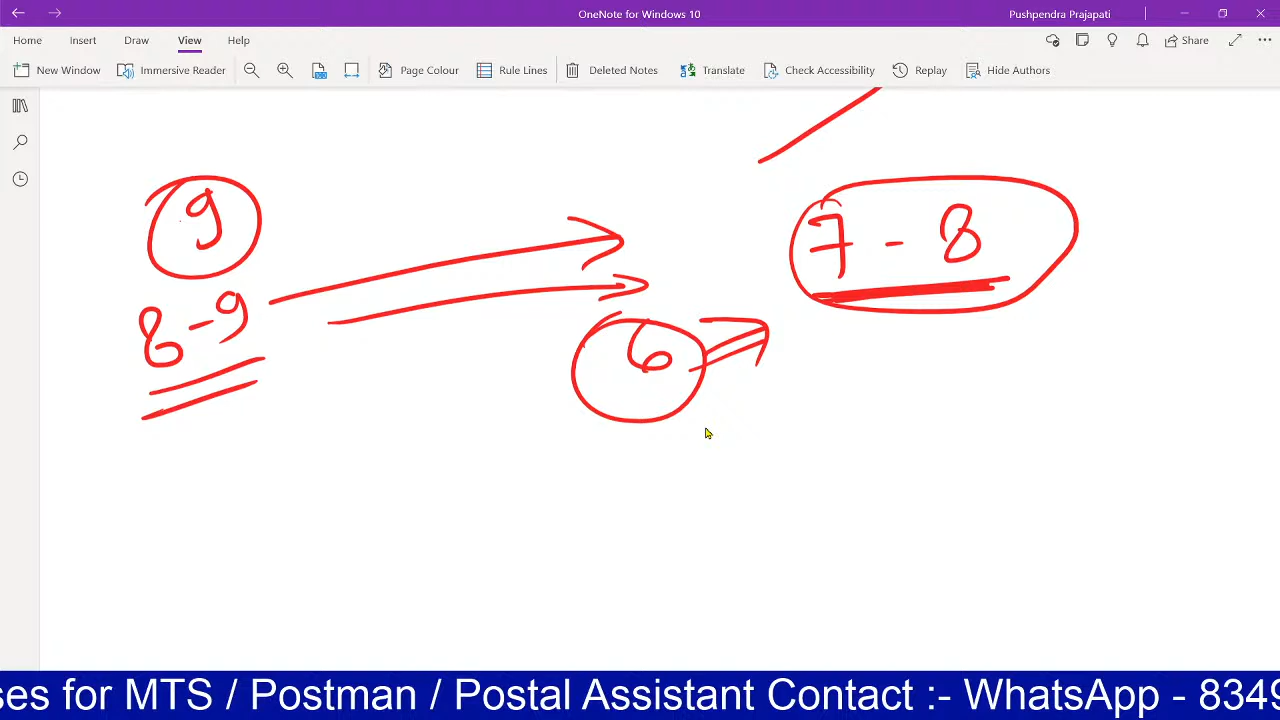 OneNote for Windows 10
Pushpendra Prajapati
Home Insert Draw View Help
Share
New Window Immersive Reader Page Colour Rule Lines Deleted Notes Translate Check Accessibility Replay Hide Authors
9
7 - 8
8-9
6
ses for MTS / Postman / Postal Assistant Contact :- WhatsApp - 8349